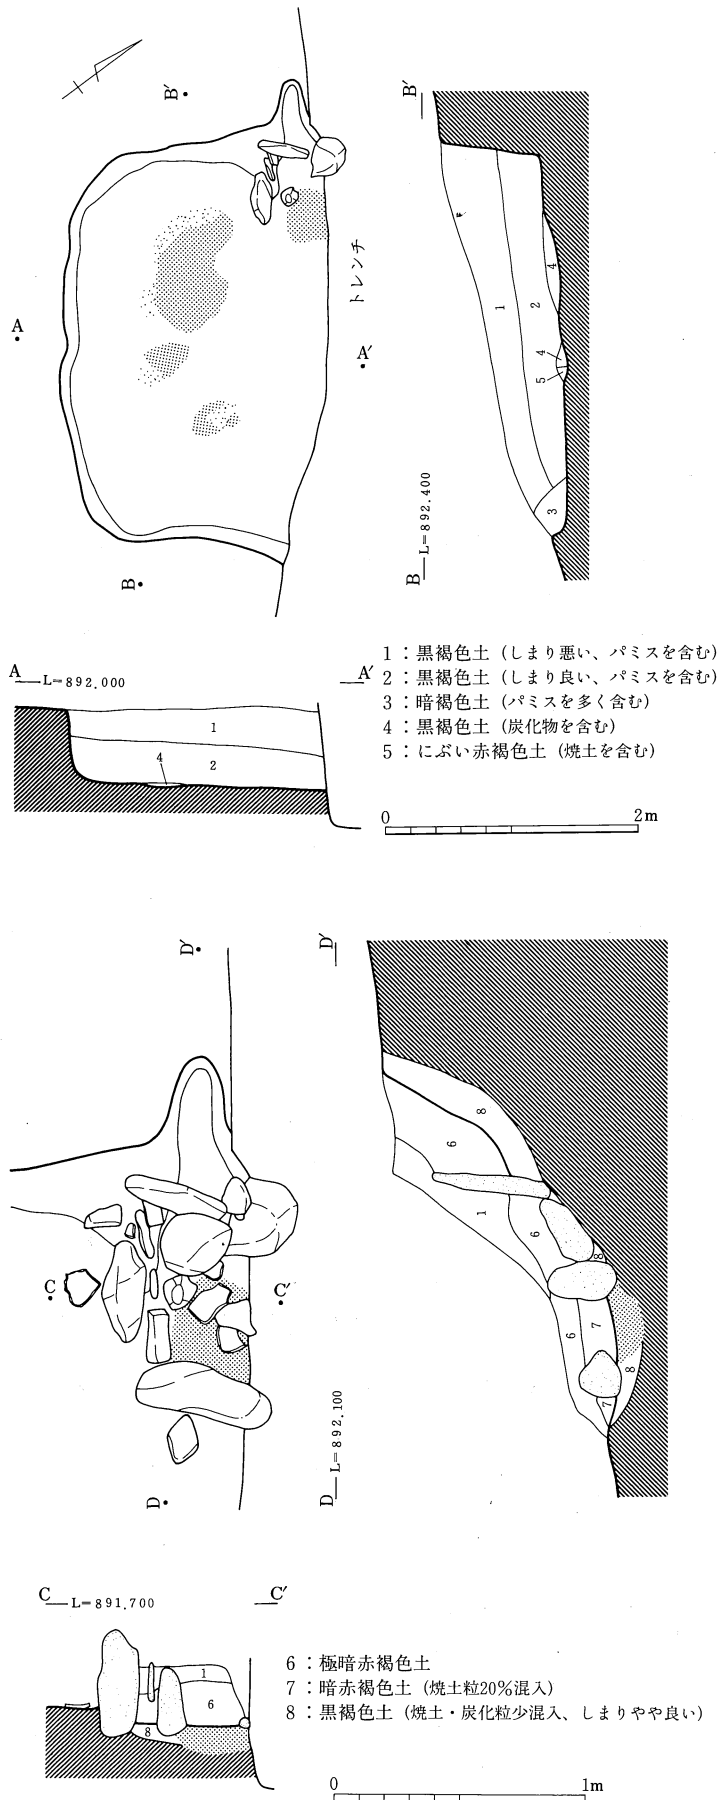 B′
B′
トレンチ
A
A′
1
2
4
4
5
3
B
B L=892.400
A L=892.000 A′
1
4
2
1：黒褐色土（しまり悪い、パミスを含む）
2：黒褐色土（しまり良い、パミスを含む）
3：暗褐色土（パミスを多く含む）
4：黒褐色土（炭化物を含む）
5：にぶい赤褐色土（焼土を含む）
0 2m
D′
D′
8
6
1
6
8
C
C′
6
7
8
7
D
D L=892.100
C L=891.700 C′
1
6
8
6：極暗赤褐色土
7：暗赤褐色土（焼土粒20%混入）
8：黒褐色土（焼土・炭化粒少混入、しまりやや良い）
0 1m